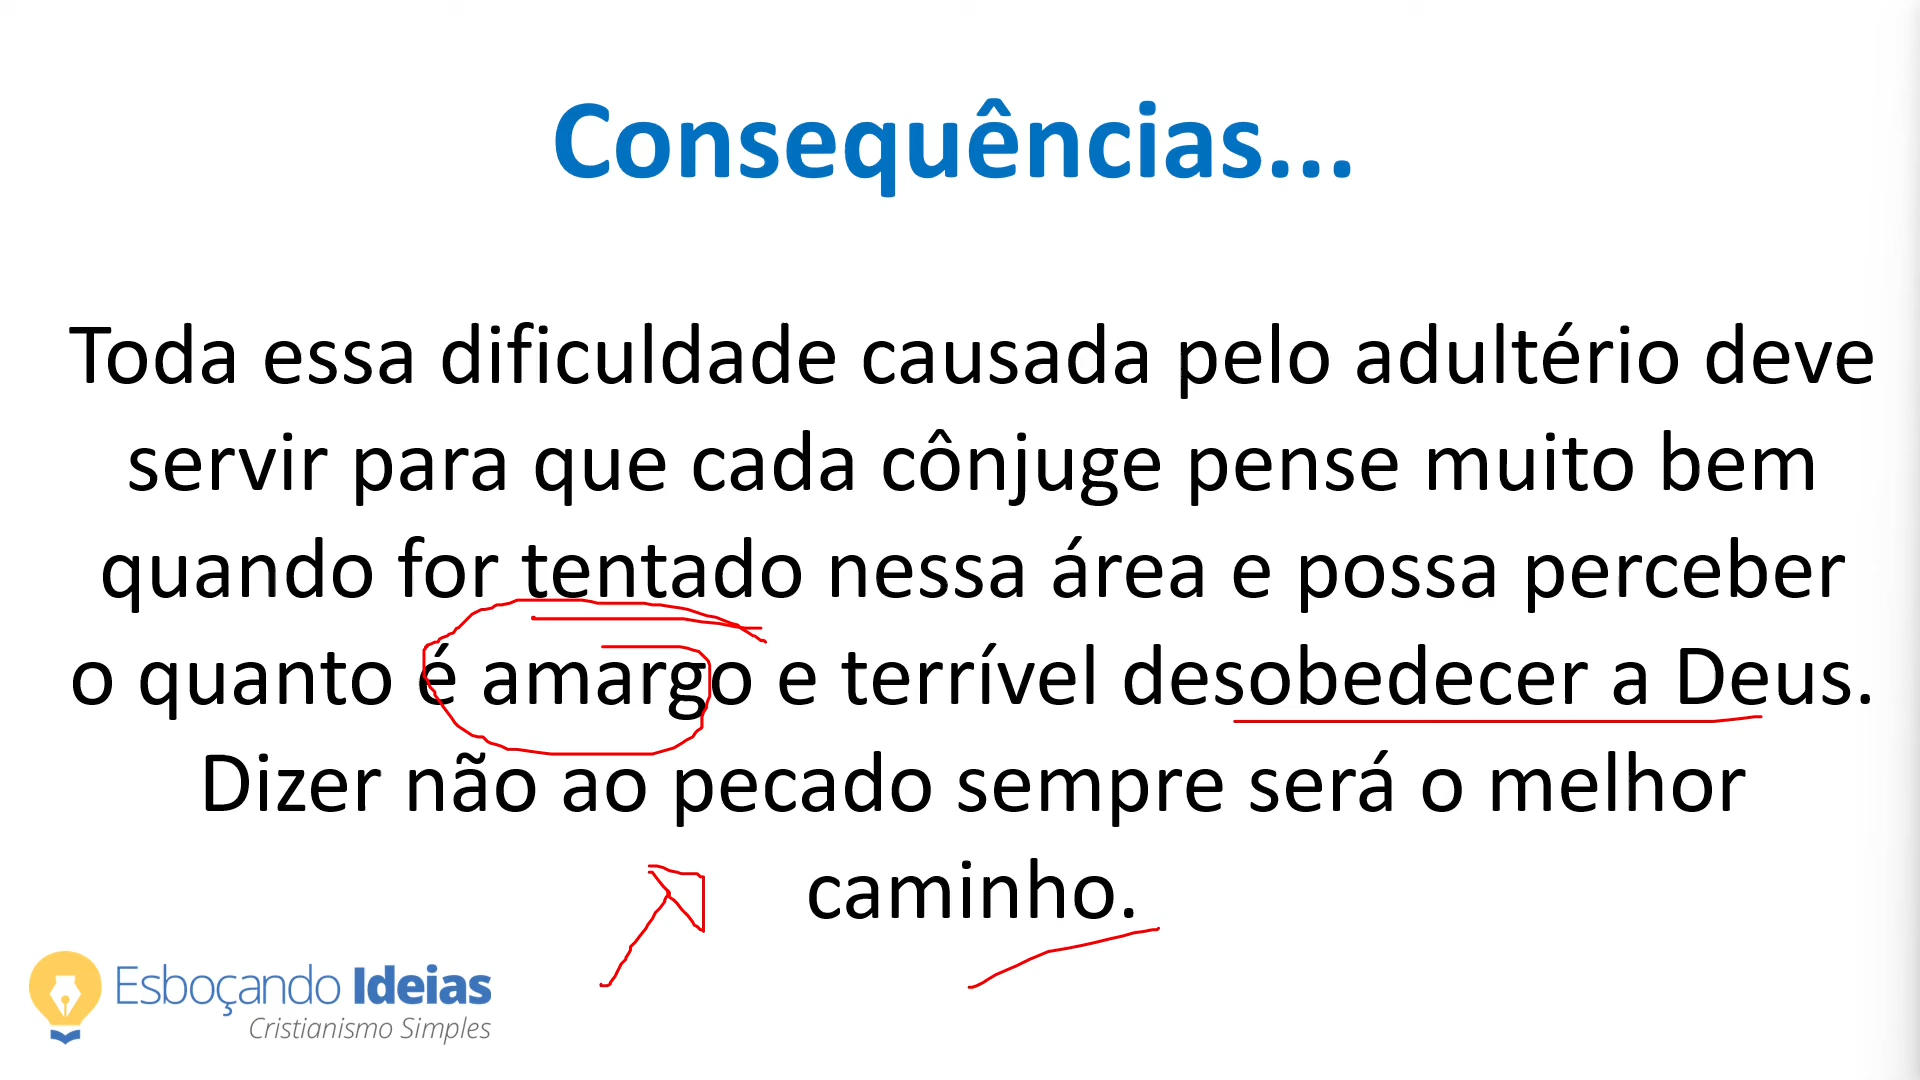 Consequências...
Toda essa dificuldade causada pelo adultério deve
servir para que cada cônjuge pense muito bem
quando for tentado nessa área e possa perceber
o quanto é amargo e terrível desobedecer a Deus.
Dizer não ao pecado sempre será o melhor
caminho.
Esboçando Ideias
Cristianismo Simples